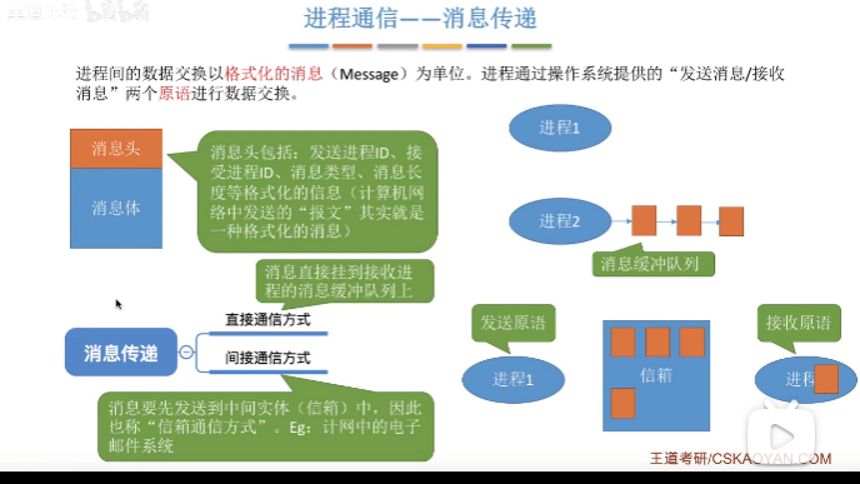 进程通信——消息传递
进程间的数据交换以格式化的消息（Message）为单位。进程通过操作系统提供的“发送消息/接收
消息”两个原语进行数据交换。
消息头
消息体
消息头包括：发送进程ID、接
受进程ID、消息类型、消息长
度等格式化的信息（计算机网
络中发送的“报文”其实就是
一种格式化的消息）
进程1
进程2
消息缓冲队列
消息直接挂到接收进
程的消息缓冲队列上
消息传递
直接通信方式
间接通信方式
消息要先发送到中间实体（信箱）中，因此
也称“信箱通信方式”。Eg：计网中的电子
邮件系统
发送原语
进程1
信箱
接收原语
进程
王道考研/CSKAOYAN.COM